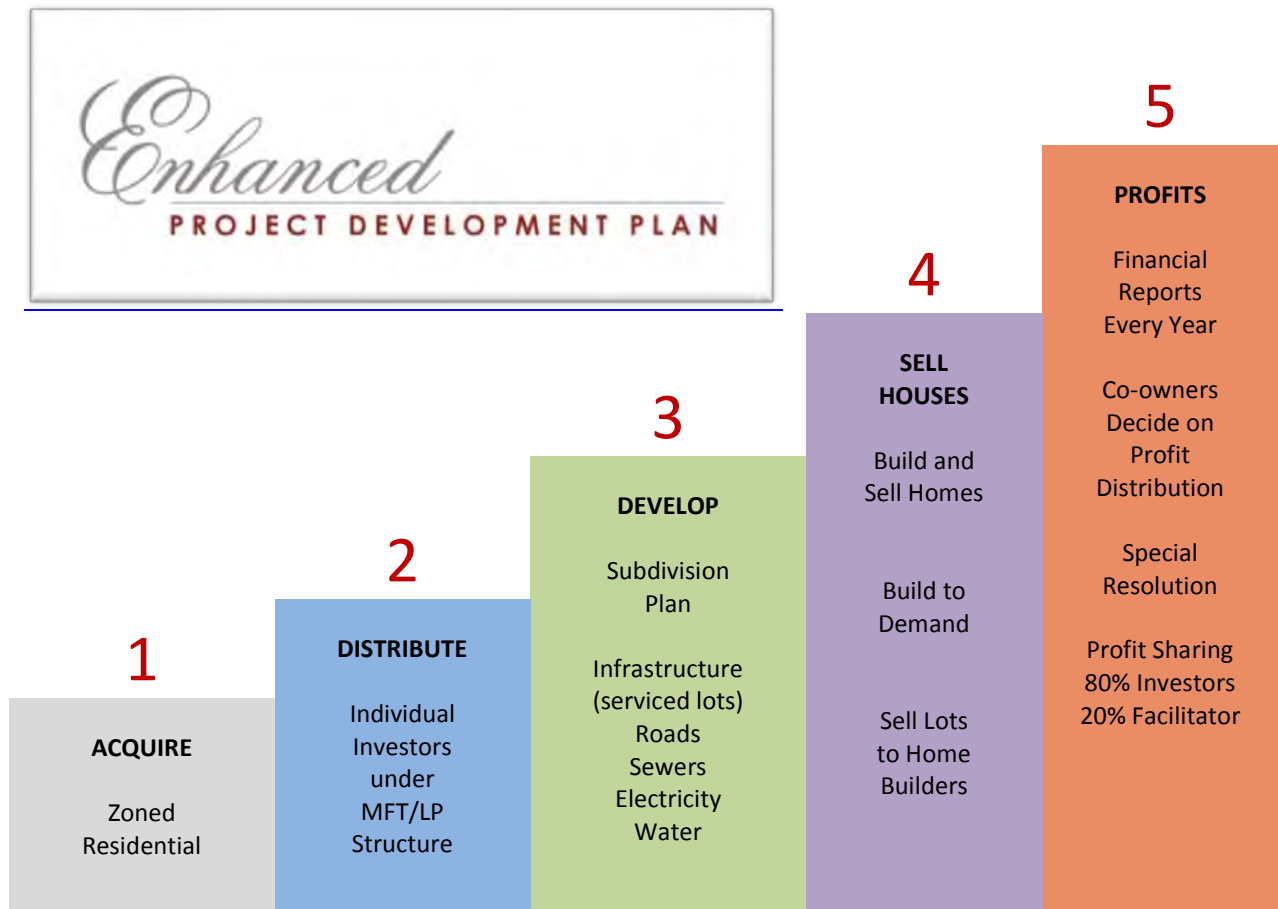 Enhanced
PROJECT DEVELOPMENT PLAN
1
ACQUIRE
Zoned
Residential
2
DISTRIBUTE
Individual
Investors
under
MFT/LP
Structure
3
DEVELOP
Subdivision
Plan
Infrastructure
(serviced lots)
Roads
Sewers
Electricity
Water
4
SELL
HOUSES
Build and
Sell Homes
Build to
Demand
Sell Lots
to Home
Builders
5
PROFITS
Financial
Reports
Every Year
Co-owners
Decide on
Profit
Distribution
Special
Resolution
Profit Sharing
80% Investors
20% Facilitator